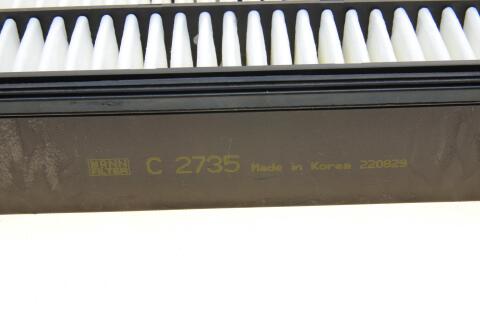 MANN
FILTER
C 2735 Made in Korea 220829